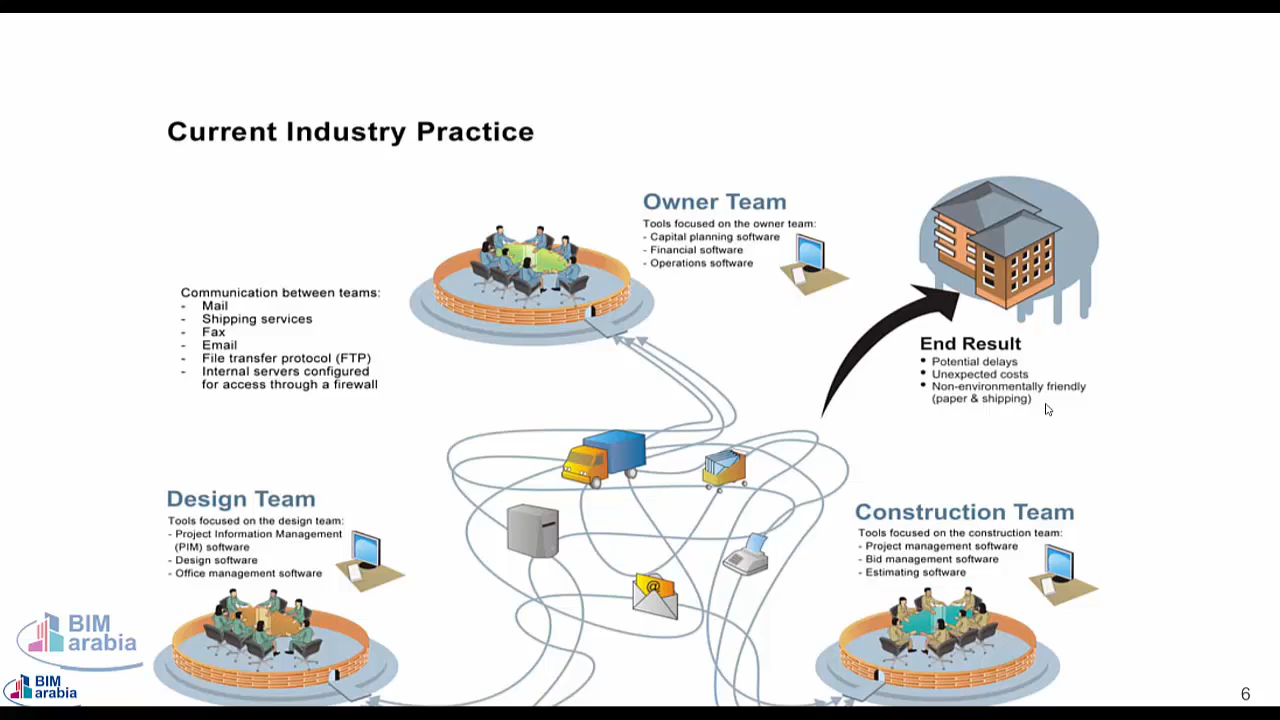 Current Industry Practice
Owner Team
Tools focused on the owner team:
- Capital planning software
- Financial software
- Operations software
Communication between teams:
- Mail
- Shipping services
- Fax
- Email
- File transfer protocol (FTP)
- Internal servers configured
for access through a firewall
End Result
• Potential delays
• Unexpected costs
• Non-environmentally friendly
(paper & shipping)
Design Team
Tools focused on the design team:
- Project Information Management
(PIM) software
- Design software
- Office management software
Construction Team
Tools focused on the construction team:
- Project management software
- Bid management software
- Estimating software
@
BIM
arabia
BIM
arabia
6